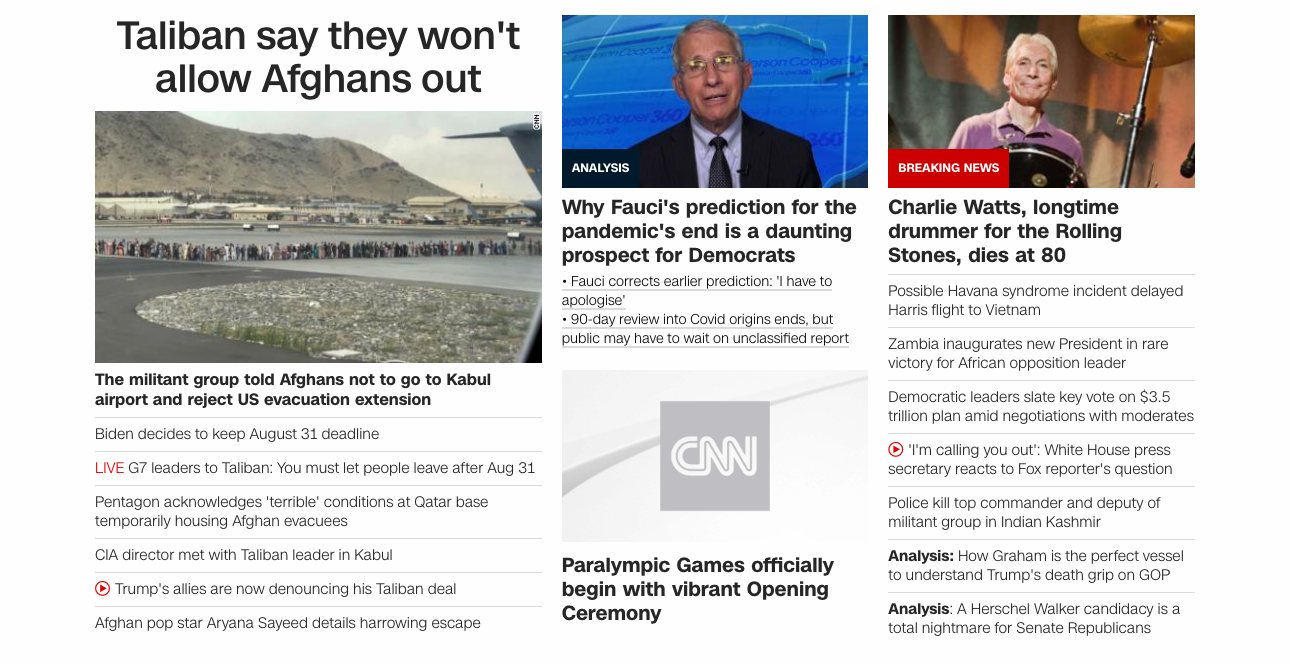 Taliban say they won't
allow Afghans out
CNN
The militant group told Afghans not to go to Kabul
airport and reject US evacuation extension
Biden decides to keep August 31 deadline
LIVE G7 leaders to Taliban: You must let people leave after Aug 31
Pentagon acknowledges 'terrible' conditions at Qatar base
temporarily housing Afghan evacuees
CIA director met with Taliban leader in Kabul
Trump's allies are now denouncing his Taliban deal
Afghan pop star Aryana Sayeed details harrowing escape
derson Cooper
erson Cooper 360°
ANALYSIS
Why Fauci's prediction for the
pandemic's end is a daunting
prospect for Democrats
• Fauci corrects earlier prediction: 'I have to
apologise'
• 90-day review into Covid origins ends, but
public may have to wait on unclassified report
CNN
Paralympic Games officially
begin with vibrant Opening
Ceremony
BREAKING NEWS
Charlie Watts, longtime
drummer for the Rolling
Stones, dies at 80
Possible Havana syndrome incident delayed
Harris flight to Vietnam
Zambia inaugurates new President in rare
victory for African opposition leader
Democratic leaders slate key vote on $3.5
trillion plan amid negotiations with moderates
'I'm calling you out': White House press
secretary reacts to Fox reporter's question
Police kill top commander and deputy of
militant group in Indian Kashmir
Analysis: How Graham is the perfect vessel
to understand Trump's death grip on GOP
Analysis: A Herschel Walker candidacy is a
total nightmare for Senate Republicans